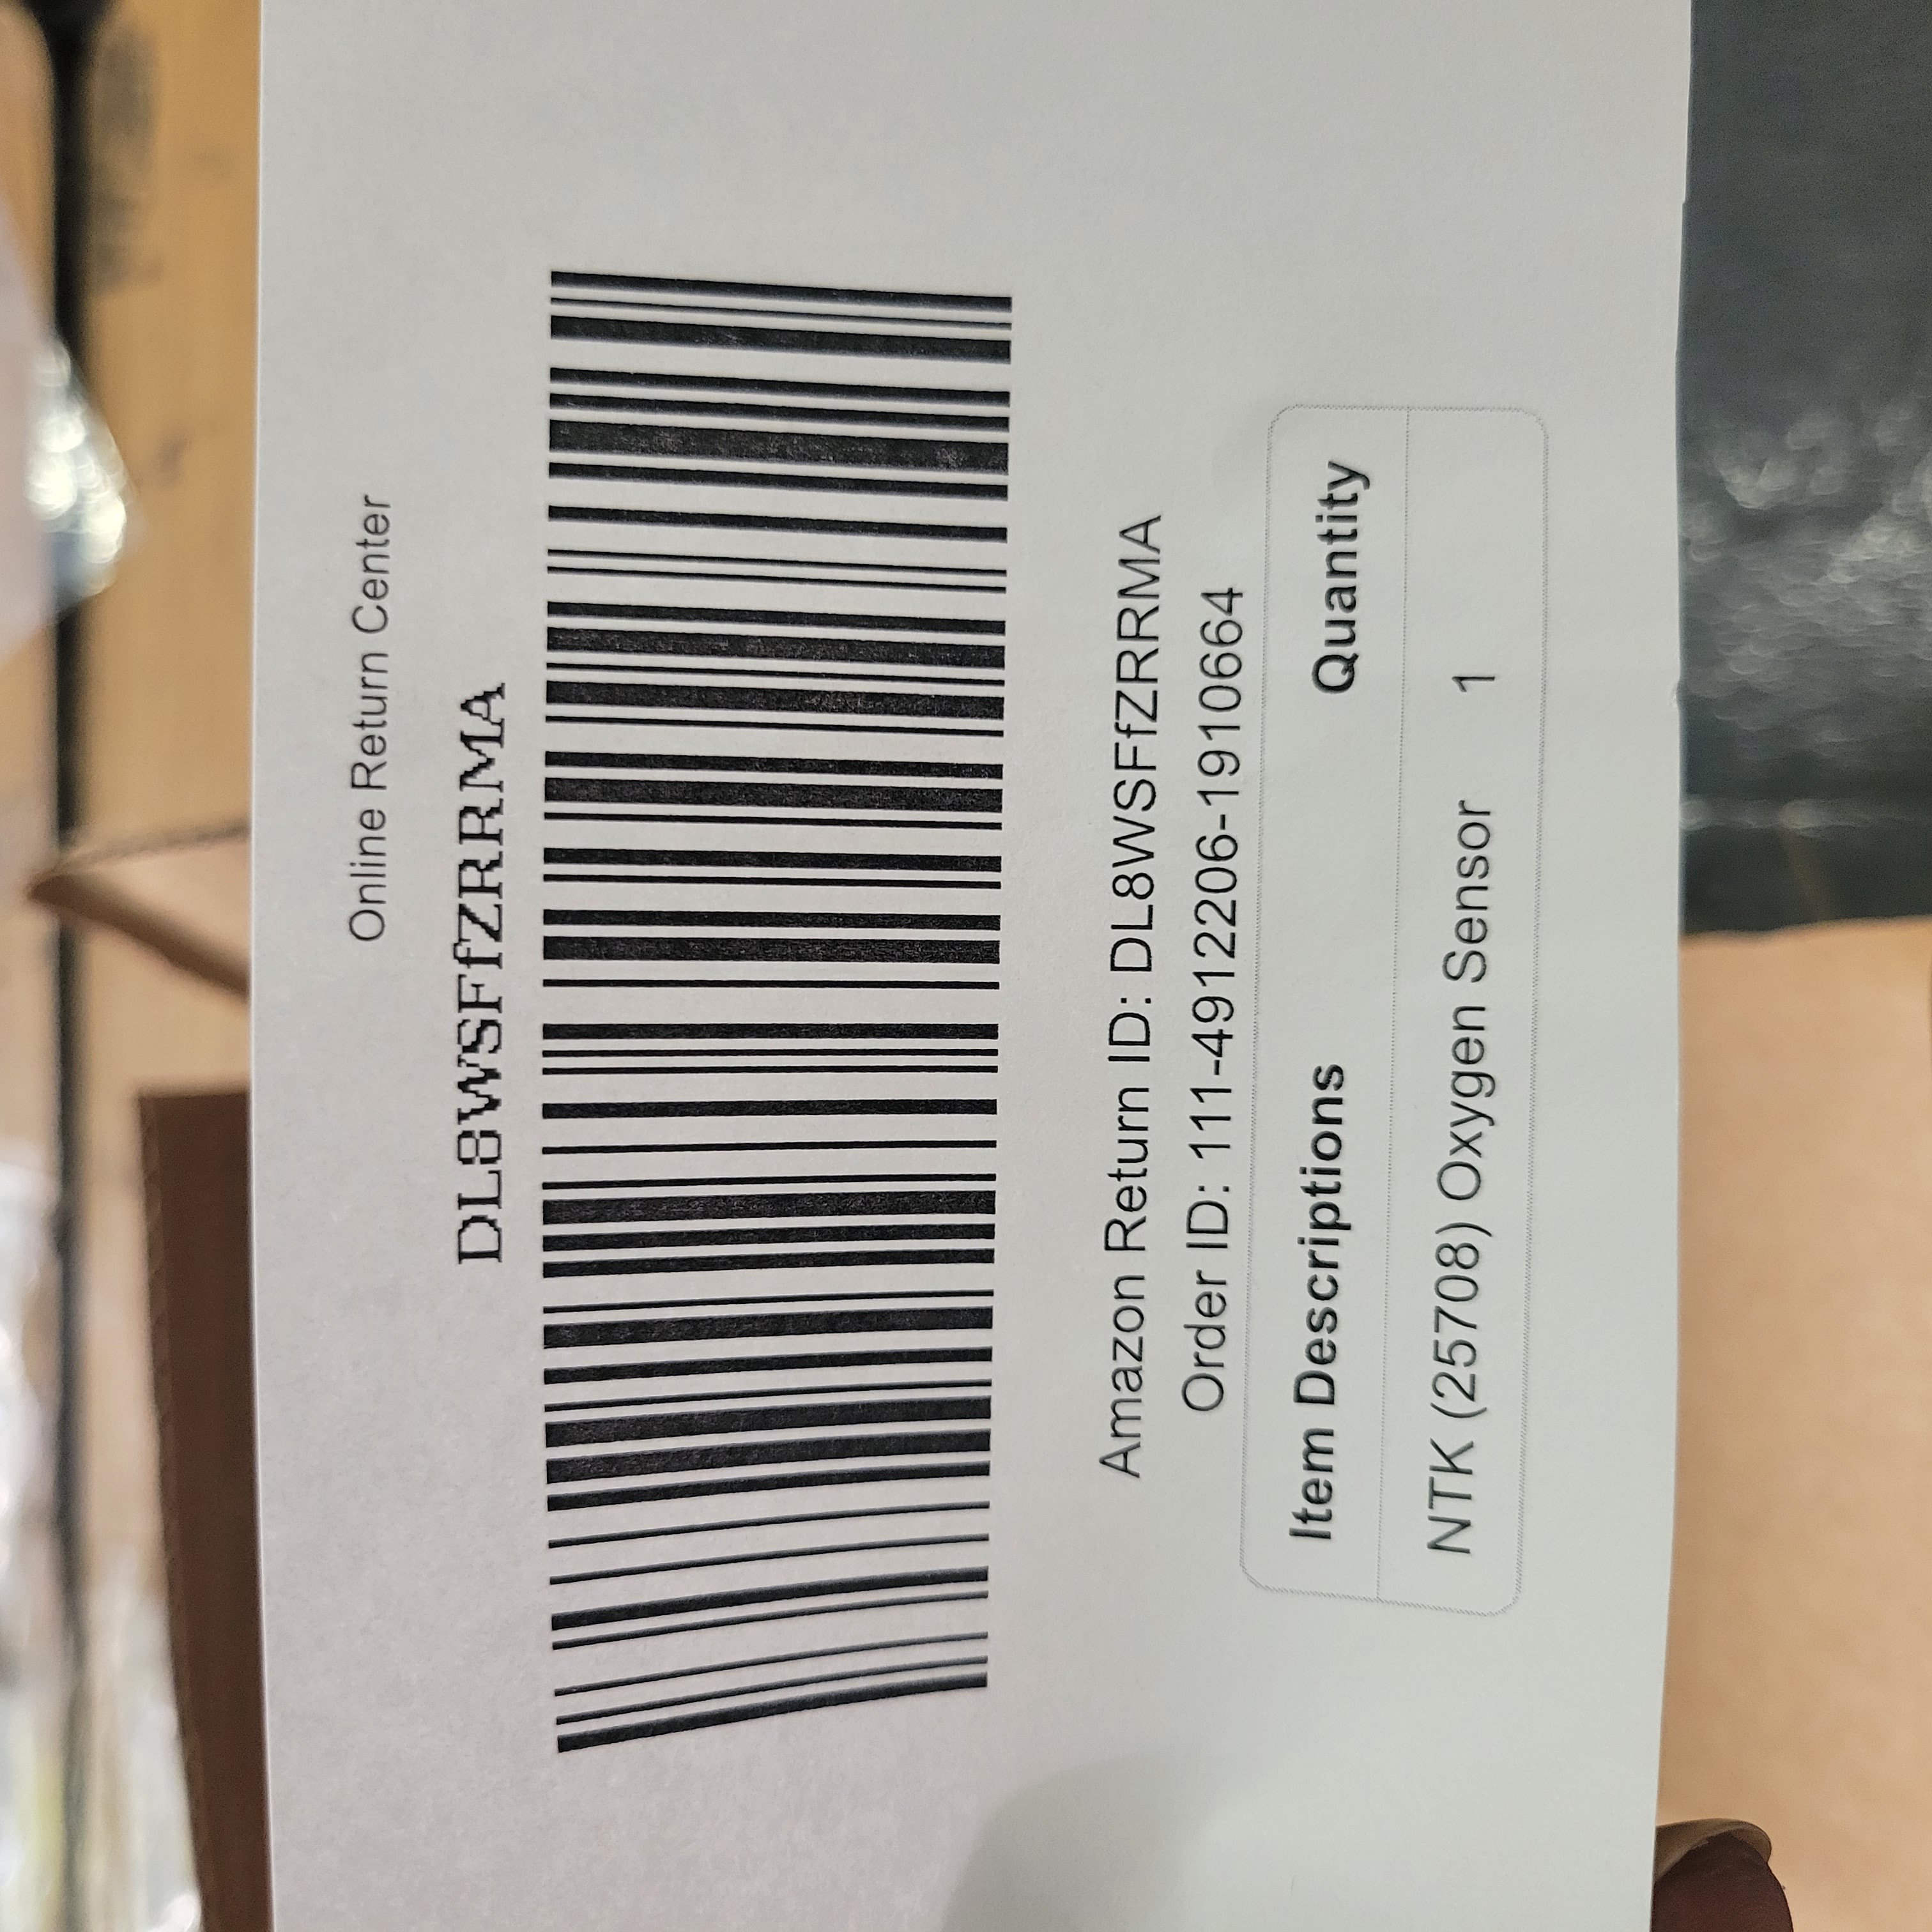 Online Return Center
DL8WSFfZRRMA
Amazon Return ID: DL8WSFfZRRMA
Order ID: 111-4912206-1910664
Item Descriptions Quantity
NTK (25708) Oxygen Sensor 1